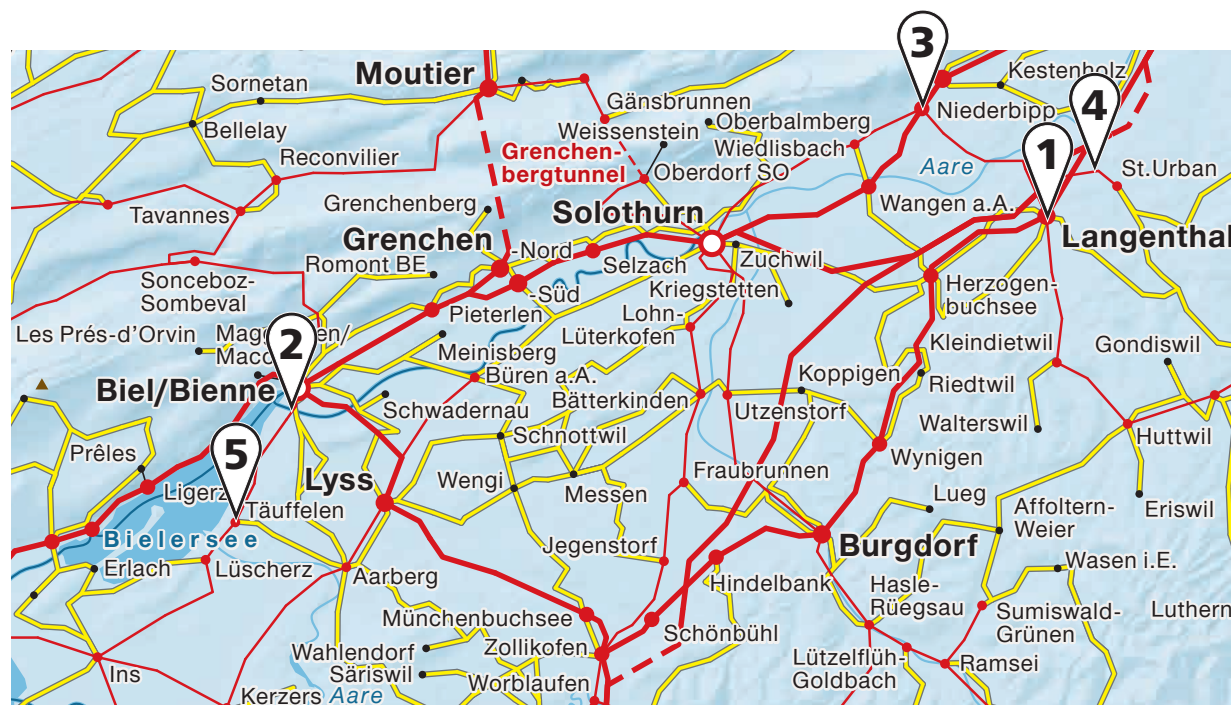 3
Moutier
Sornetan
Kestenholz
Gänsbrunnen
4
Niederbipp
Bellelay
Weissenstein
Oberbalmberg
Reconvilier
Grenchen-
bergtunnel
Wiedlisbach
1
Aare
Oberdorf SO
St.Urban
Tavannes
Grenchenberg
Solothurn
Wangen a.A.
Grenchen
-Nord
Langenthal
Romont BE
Selzach
Zuchwil
Sonceboz-
Sombeval
-Süd
Kriegstetten
Herzogen-
buchsee
Pieterlen
Lohn-
Lüterkofen
Les Prés-d'Orvin
2
Meinisberg
Kleindietwil
Gondiswil
Biel/Bienne
Büren a.A.
Koppigen
Riedtwil
Schwadernau
Bätterkinden
Utzenstorf
Walterswil
Schnottwil
Huttwil
5
Prêles
Wynigen
Lyss
Wengi
Messen
Fraubrunnen
Täuffelen
Lueg
Affoltern-
Weier
Eriswil
Bielersee
Jegenstorf
Burgdorf
Erlach
Lüscherz
Aarberg
Hindelbank
Hasle-
Rüegsau
Wasen i.E.
Münchenbuchsee
Schönbühl
Sumiswald-
Grünen
Luthern
Wahlendorf
Zollikofen
Lützelflüh-
Goldbach
Ramsei
Ins
Säriswil
Worblaufen
Kerzers
Aare